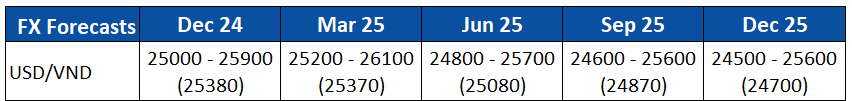 FX Forecasts Dec 24 Mar 25 Jun 25 Sep 25 Dec 25
USD/VND 25000 - 25900 25200 - 26100 24800 - 25700 24600 - 25600 24500 - 25600
(25380) (25370) (25080) (24870) (24700)